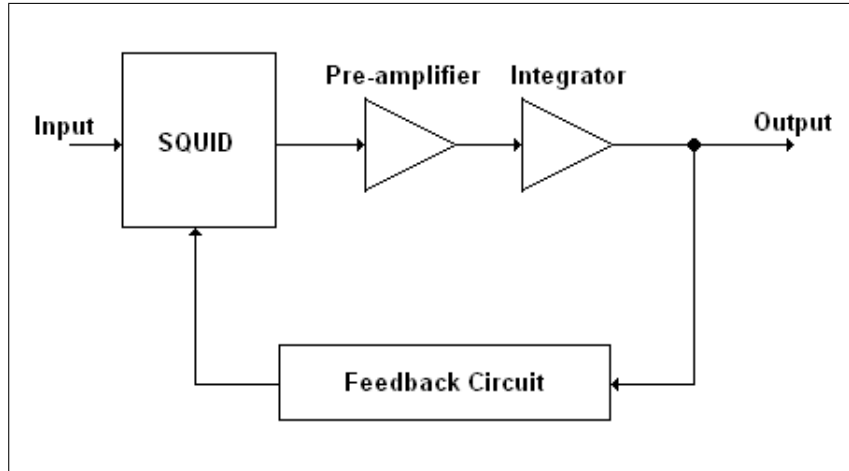 Pre-amplifier
Integrator
Input
SQUID
Output
Feedback Circuit